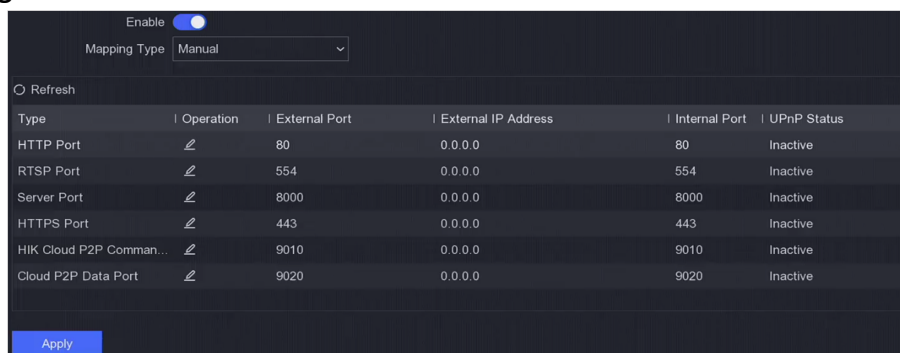 Enable
Mapping Type Manual
Refresh
Type Operation External Port External IP Address Internal Port UPnP Status
HTTP Port 80 0.0.0.0 80 Inactive
RTSP Port 554 0.0.0.0 554 Inactive
Server Port 8000 0.0.0.0 8000 Inactive
HTTPS Port 443 0.0.0.0 443 Inactive
HIK Cloud P2P Comman... 9010 0.0.0.0 9010 Inactive
Cloud P2P Data Port 9020 0.0.0.0 9020 Inactive
Apply